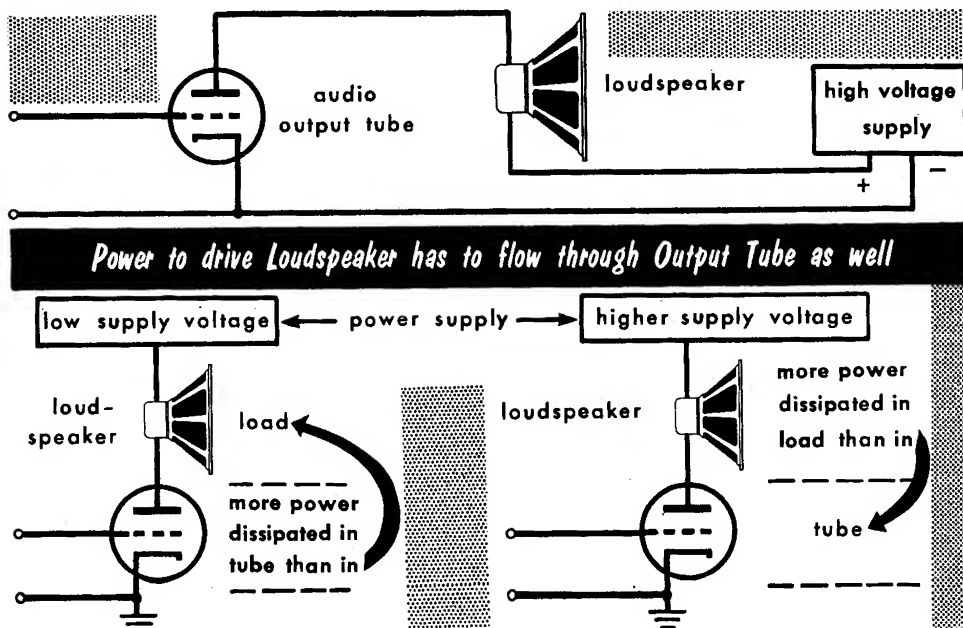 audio
output tube
loudspeaker
high voltage
supply
+ −
Power to drive Loudspeaker has to flow through Output Tube as well
low supply voltage
power supply
higher supply voltage
loud-
speaker
load
more power
dissipated in
tube than in
loudspeaker
more power
dissipated in
load than in
tube